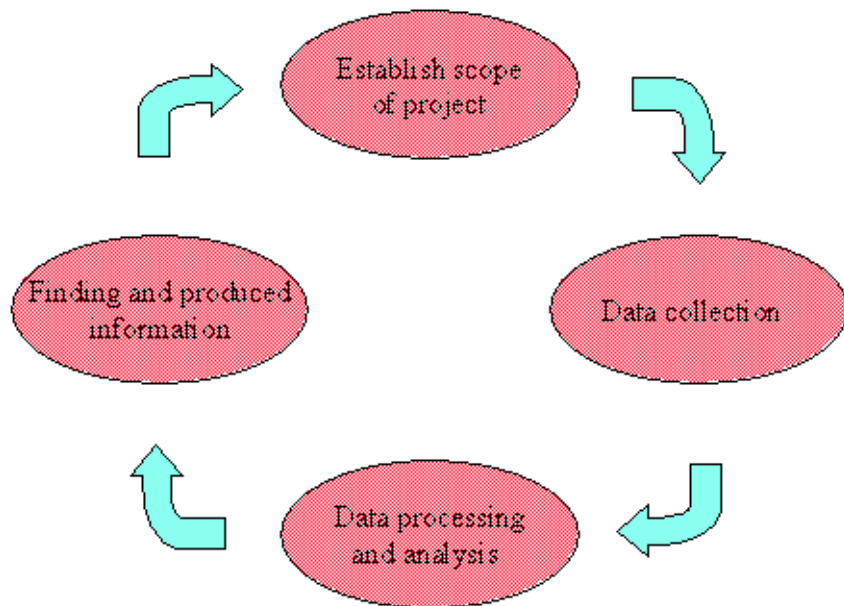 Establish scope
of project
Data collection
Data processing
and analysis
Finding and produced
information